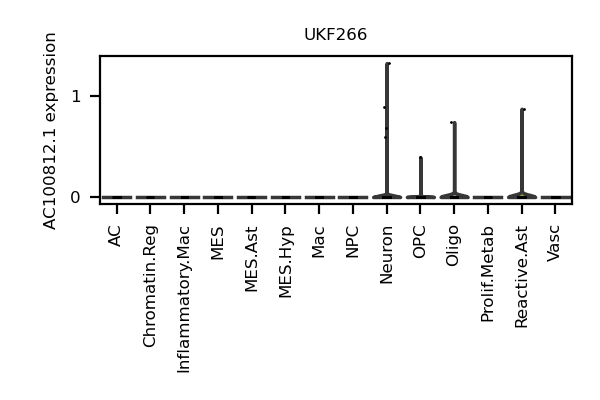 UKF266
AC100812.1 expression
1
0
AC
Chromatin.Reg
Inflammatory.Mac
MES
MES.Ast
MES.Hyp
Mac
NPC
Neuron
OPC
Oligo
Prolif.Metab
Reactive.Ast
Vasc